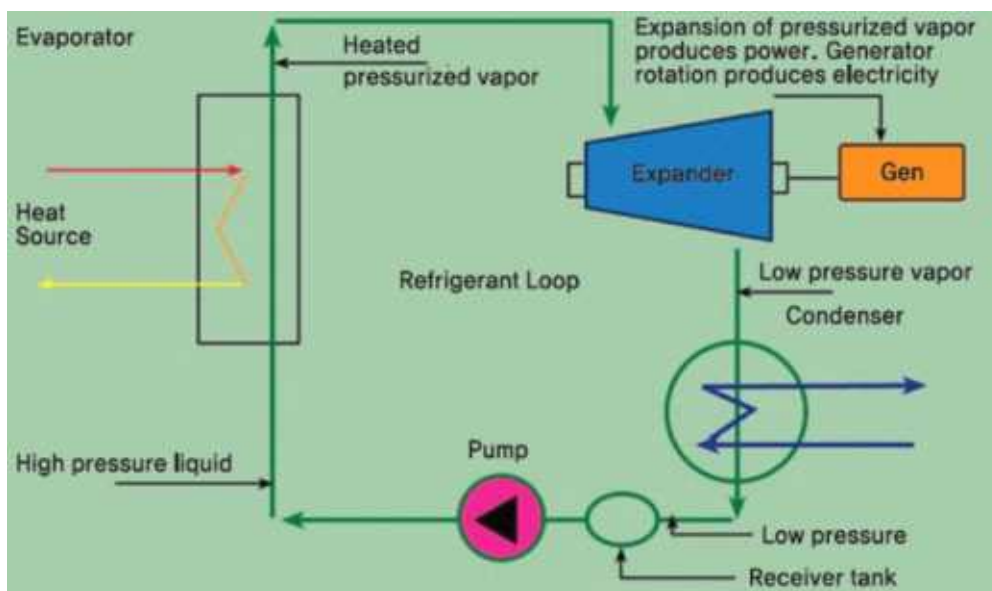 Evaporator
Heated
pressurized vapor
Expansion of pressurized vapor
produces power. Generator
rotation produces electricity
Expander
Gen
Heat
Source
Refrigerant Loop
Low pressure vapor
Condenser
High pressure liquid
Pump
Low pressure
Receiver tank